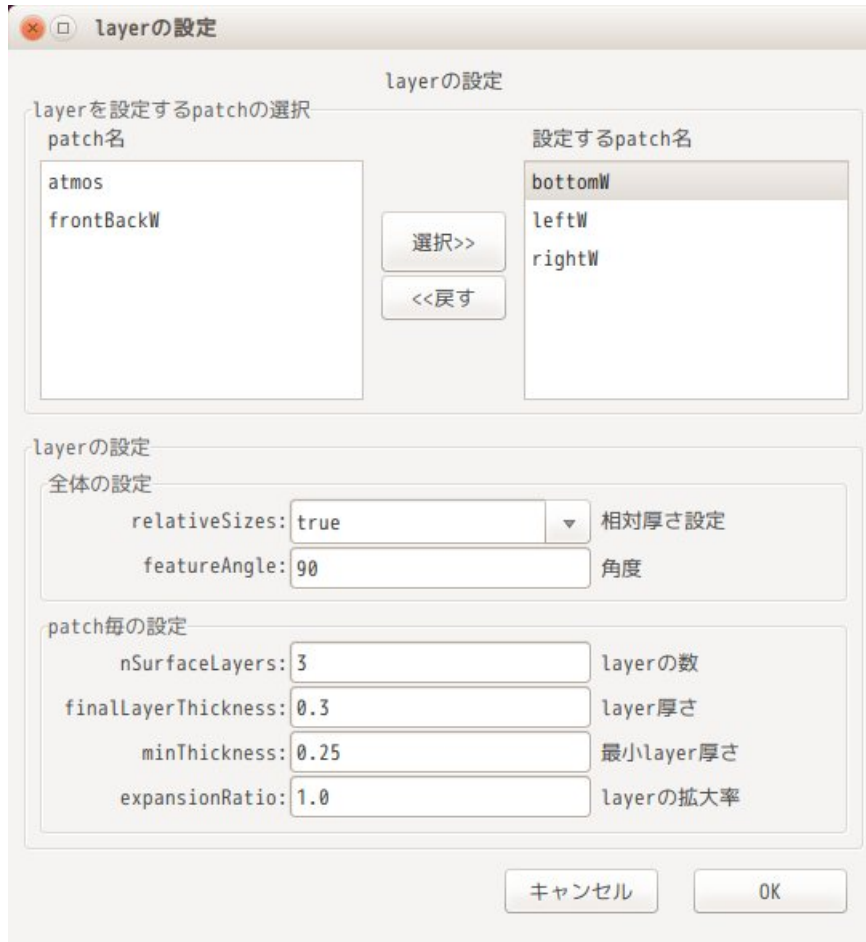 layerの設定
layerの設定
layerを設定するpatchの選択
patch名
設定するpatch名
atmos
frontBackW
選択>>
<<戻す
bottomW
leftW
rightW
layerの設定
全体の設定
relativeSizes: true 相対厚さ設定
featureAngle: 90 角度
patch毎の設定
nSurfaceLayers: 3 layerの数
finalLayerThickness: 0.3 layer厚さ
minThickness: 0.25 最小layer厚さ
expansionRatio: 1.0 layerの拡大率
キャンセル OK